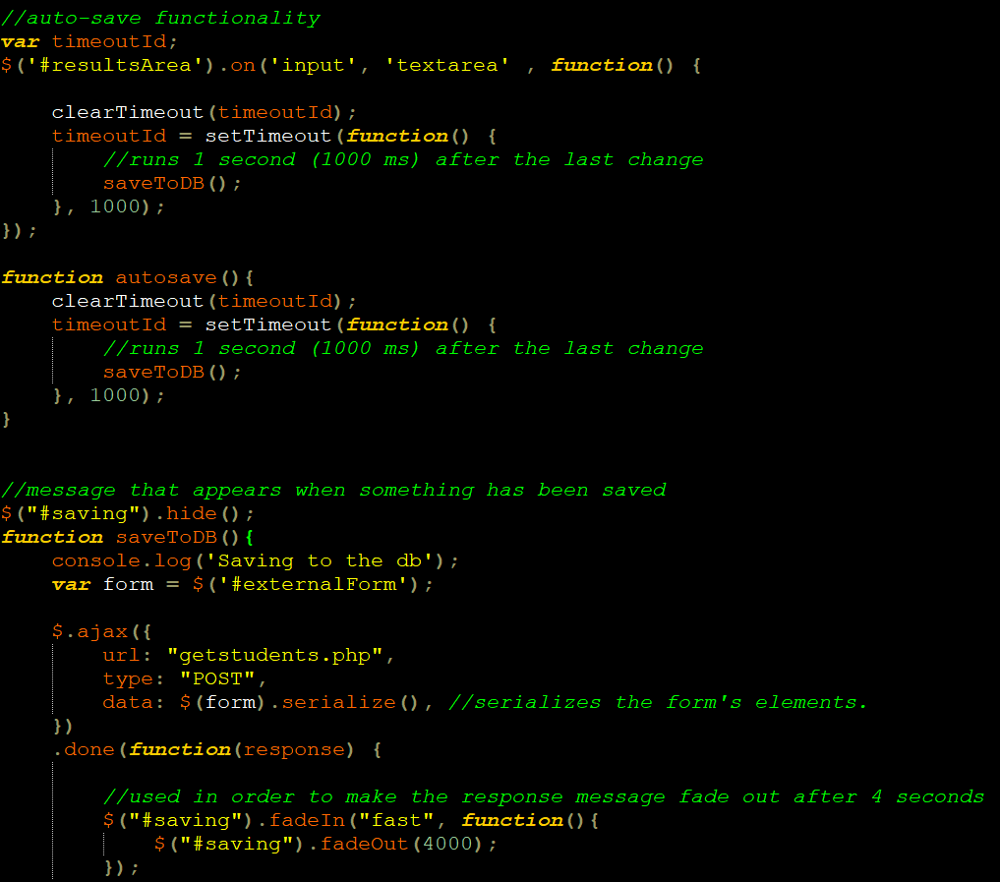 //auto-save functionality
var timeoutId;
$('#resultsArea').on('input', 'textarea' , function() {
clearTimeout(timeoutId);
timeoutId = setTimeout(function() {
//runs 1 second (1000 ms) after the last change
saveToDB();
}, 1000);
});
function autosave(){
clearTimeout(timeoutId);
timeoutId = setTimeout(function() {
//runs 1 second (1000 ms) after the last change
saveToDB();
}, 1000);
}
//message that appears when something has been saved
$("#saving").hide();
function saveToDB(){
console.log('Saving to the db');
var form = $('#externalForm');
$.ajax({
url: "getstudents.php",
type: "POST",
data: $(form).serialize(), //serializes the form's elements.
})
.done(function(response) {
//used in order to make the response message fade out after 4 seconds
$("#saving").fadeIn("fast", function(){
$("#saving").fadeOut(4000);
});